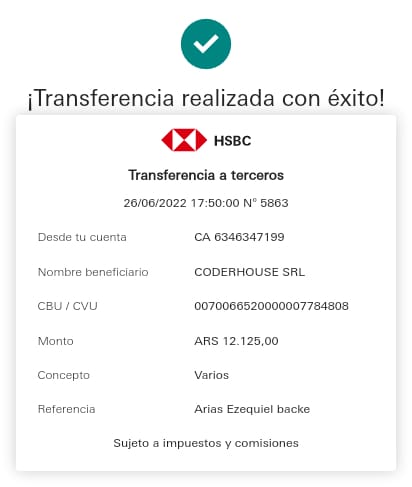 ¡Transferencia realizada con éxito!
HSBC
Transferencia a terceros
26/06/2022 17:50:00 N° 5863
Desde tu cuenta CA 6346347199
Nombre beneficiario CODERHOUSE SRL
CBU / CVU 0070066520000007784808
Monto ARS 12.125,00
Concepto Varios
Referencia Arias Ezequiel backe
Sujeto a impuestos y comisiones